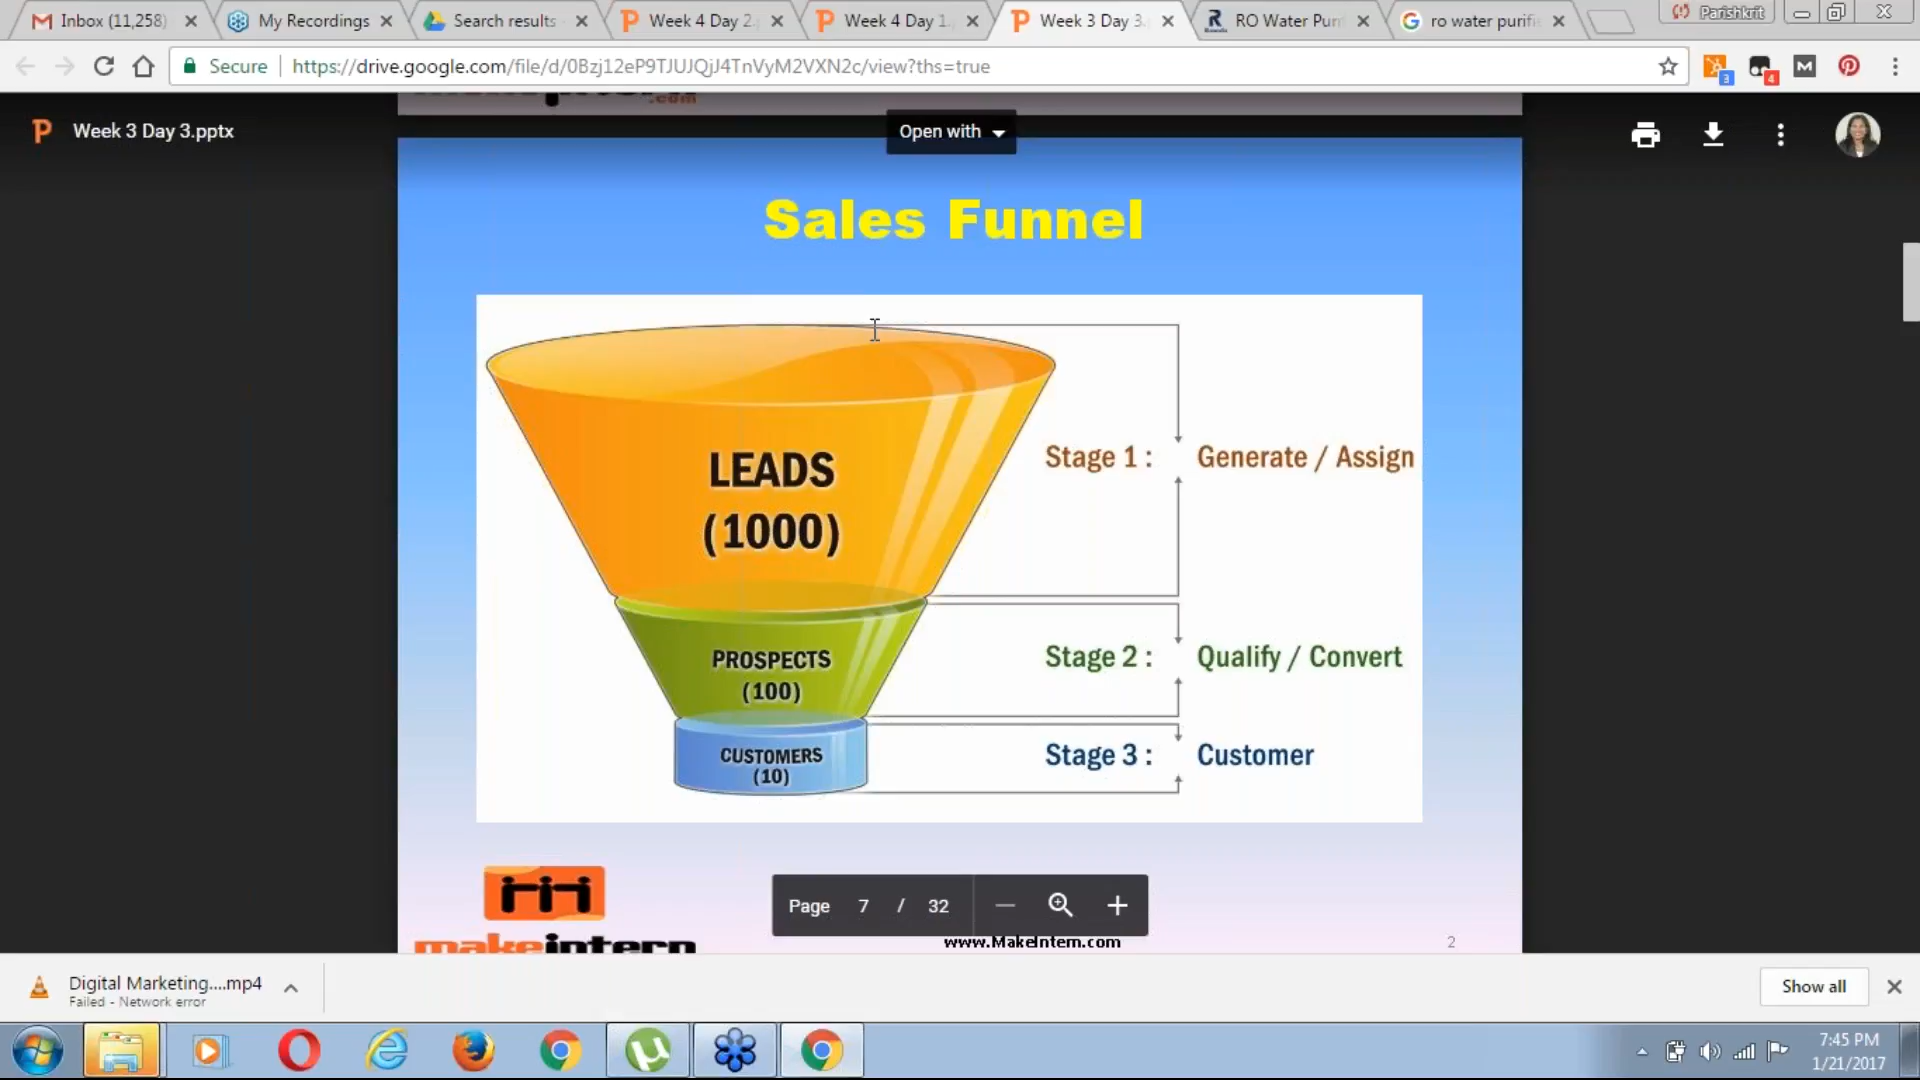 Inbox (11,258)
My Recordings
Search results
Week 4 Day 2.
Week 4 Day 1.
Week 3 Day 3.
RO Water Puri
ro water purifi
Parishkrit
Secure
https://drive.google.com/file/d/0Bzj12eP9TJUJQjJ4TnVyM2VXN2c/view?ths=true
3
4
.com
Week 3 Day 3.pptx
Open with
Sales Funnel
LEADS
(1000)
Stage 1 : Generate / Assign
PROSPECTS
(100)
Stage 2 : Qualify / Convert
CUSTOMERS
(10)
Stage 3 : Customer
Page 7 / 32
makeintern
www.MakeIntern.com
2
Digital Marketing....mp4
Failed - Network error
Show all
7:45 PM
1/21/2017